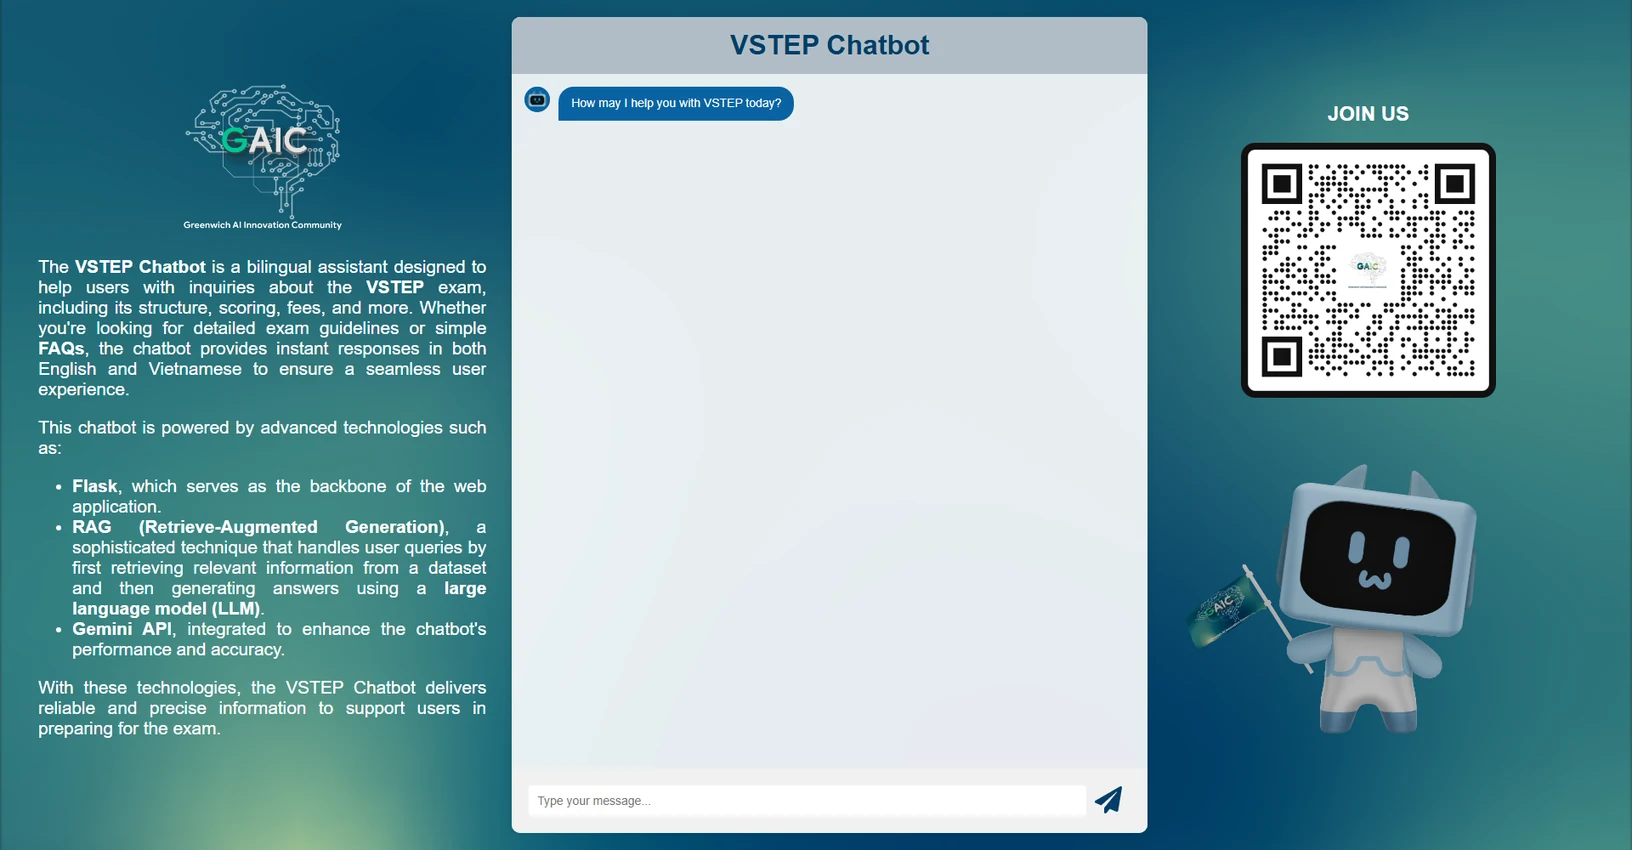 GAIC
Greenwich AI Innovation Community
The VSTEP Chatbot is a bilingual assistant designed to
help users with inquiries about the VSTEP exam,
including its structure, scoring, fees, and more. Whether
you're looking for detailed exam guidelines or simple
FAQs, the chatbot provides instant responses in both
English and Vietnamese to ensure a seamless user
experience.
This chatbot is powered by advanced technologies such
as:
• Flask, which serves as the backbone of the web
application.
• RAG (Retrieve-Augmented Generation), a
sophisticated technique that handles user queries by
first retrieving relevant information from a dataset
and then generating answers using a large
language model (LLM).
• Gemini API, integrated to enhance the chatbot's
performance and accuracy.
With these technologies, the VSTEP Chatbot delivers
reliable and precise information to support users in
preparing for the exam.
VSTEP Chatbot
How may I help you with VSTEP today?
Type your message...
JOIN US
GAIC
GAIC